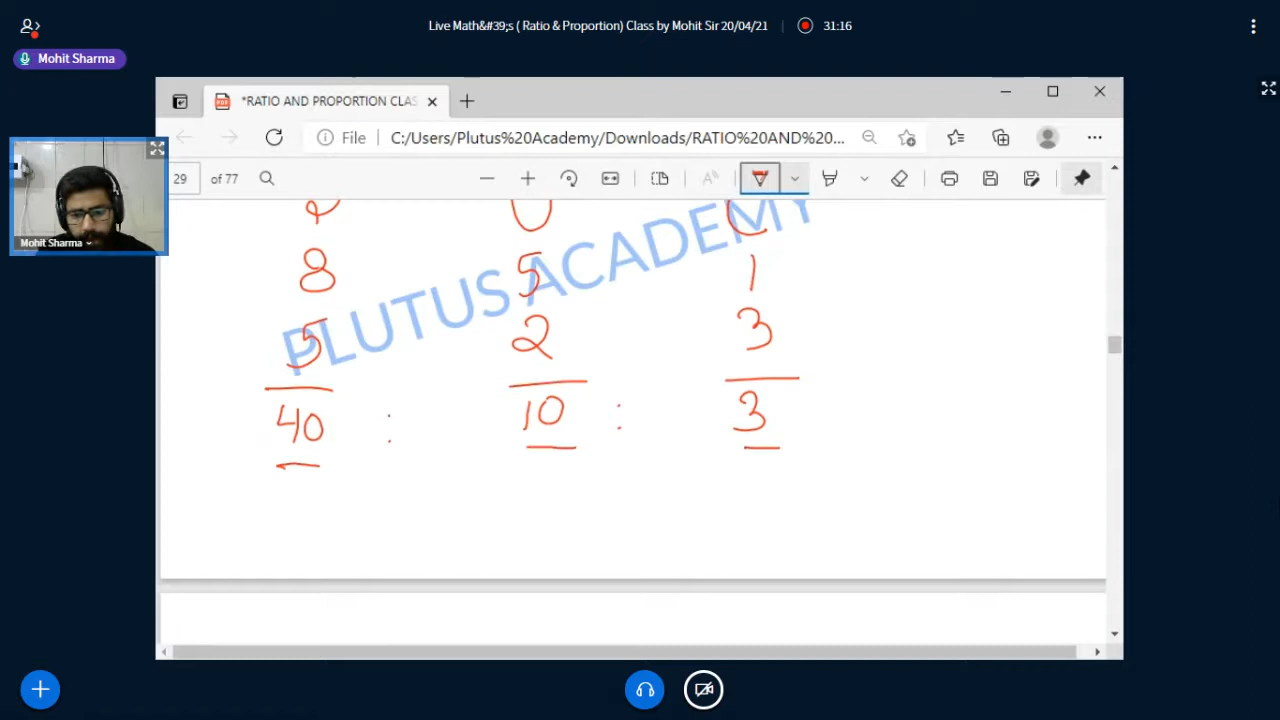 Live Math&#39;s ( Ratio & Proportion) Class by Mohit Sir 20/04/21
31:16
Mohit Sharma
*RATIO AND PROPORTION CLAS
File
C:/Users/Plutus%20Academy/Downloads/RATIO%20AND%20...
29 of 77
Mohit Sharma
PLUTUS ACADEMY
8 5 1
5 2 3
40 : 10 : 3